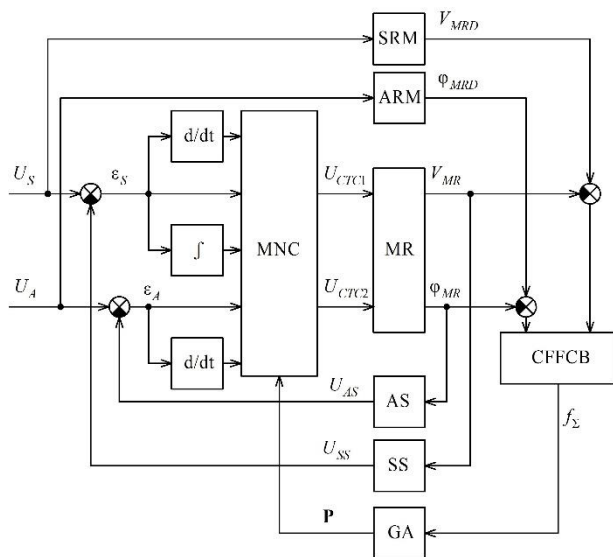 SRM
V_MRD
ARM
φ_MRD
d/dt
U_S
ε_S
U_CTC1
V_MR
∫
MNC
MR
U_A
ε_A
U_CTC2
φ_MR
d/dt
CFFCB
U_AS
AS
f_Σ
U_SS
SS
P
GA